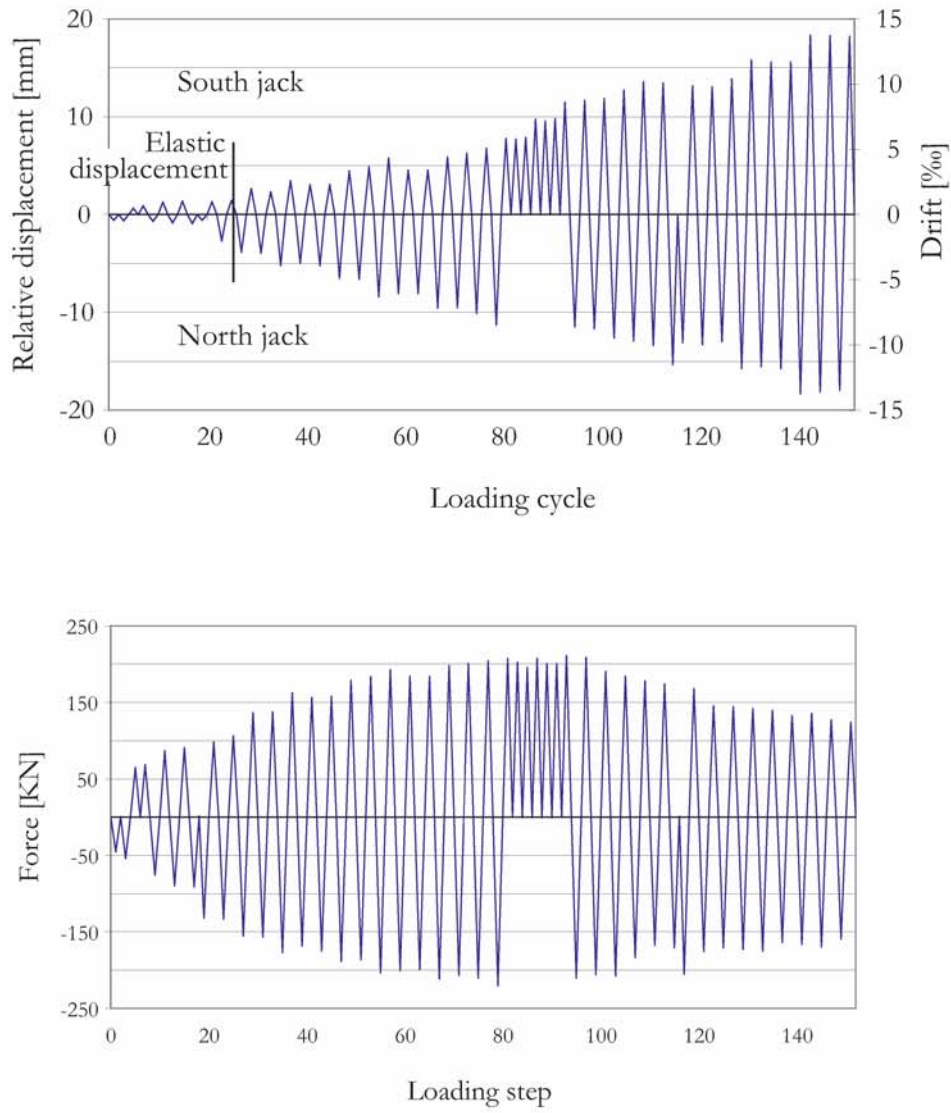 20
10
0
-10
-20
Relative displacement [mm]
South jack
Elastic
displacement
North jack
15
10
5
0
-5
-10
-15
Drift [‰]
0 20 40 60 80 100 120 140
Loading cycle
250
150
50
-50
-150
-250
Force [KN]
0 20 40 60 80 100 120 140
Loading step